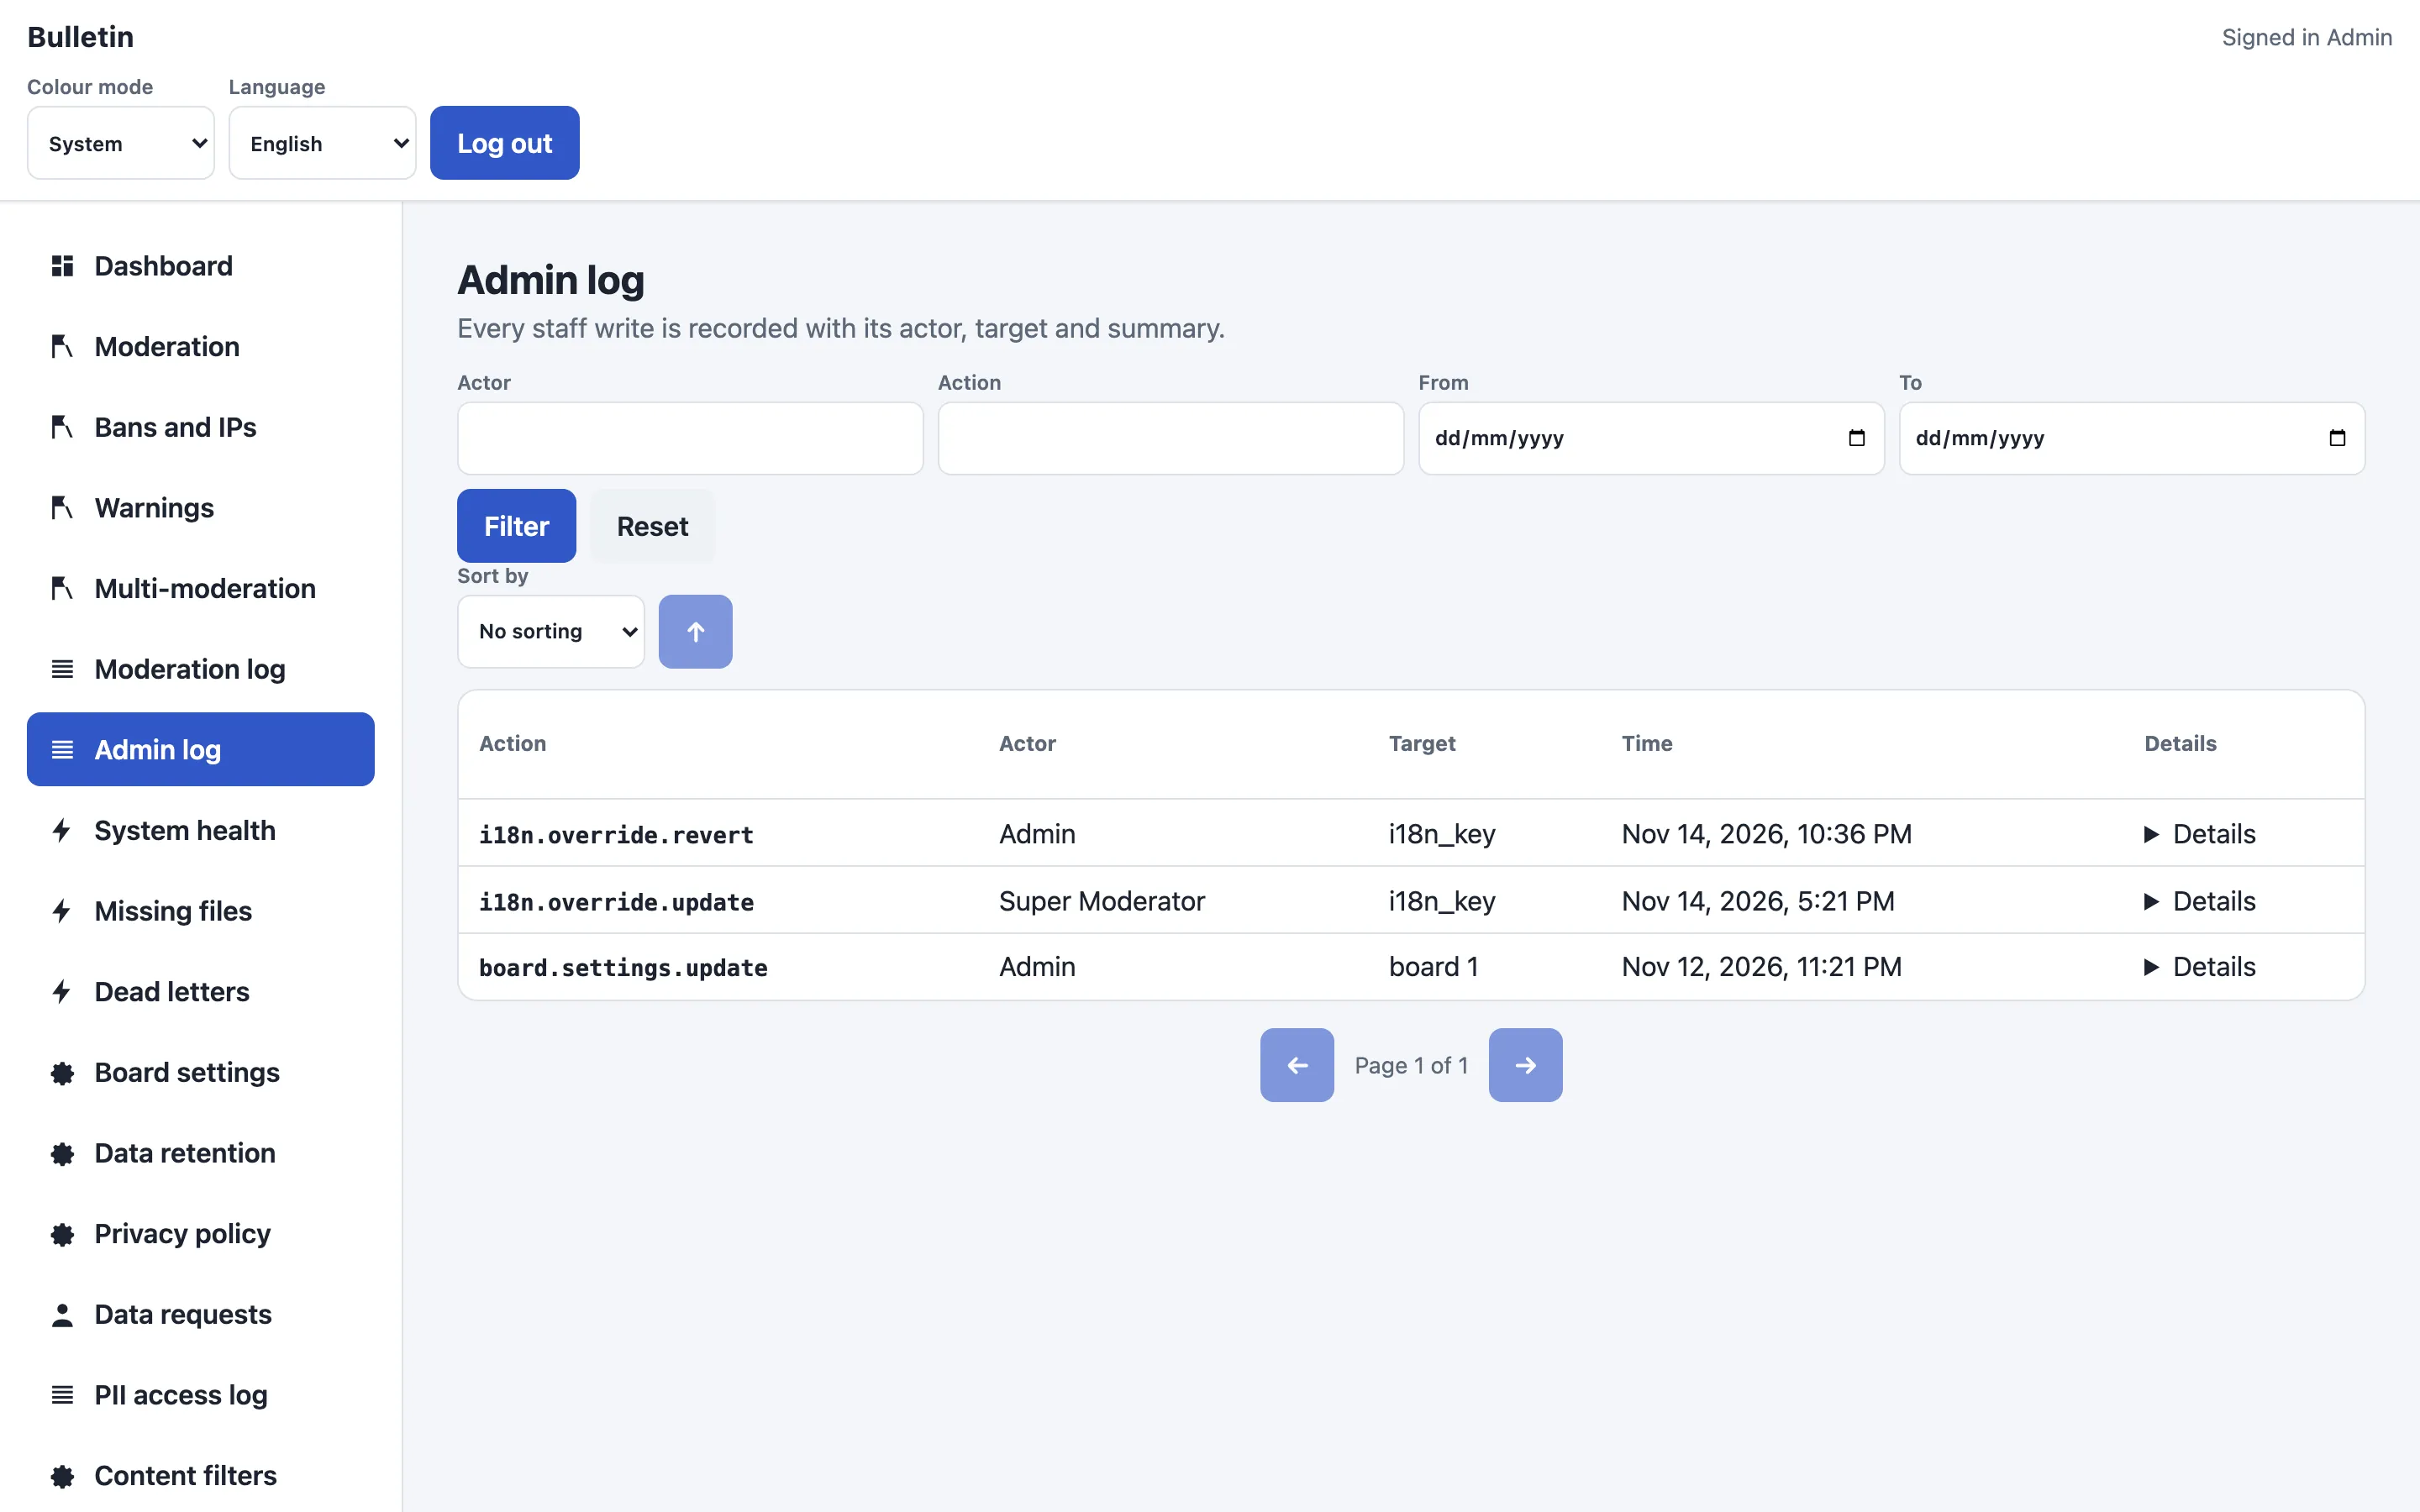 Bulletin
Signed in Admin
Colour mode
Language
System
English
Log out
Dashboard
Moderation
Bans and IPs
Warnings
Multi-moderation
Moderation log
Admin log
System health
Missing files
Dead letters
Board settings
Data retention
Privacy policy
Data requests
PII access log
Content filters
Admin log
Every staff write is recorded with its actor, target and summary.
Actor Action From To
dd/mm/yyyy dd/mm/yyyy
Filter Reset
Sort by
No sorting
Action Actor Target Time Details
i18n.override.revert Admin i18n_key Nov 14, 2026, 10:36 PM Details
i18n.override.update Super Moderator i18n_key Nov 14, 2026, 5:21 PM Details
board.settings.update Admin board 1 Nov 12, 2026, 11:21 PM Details
Page 1 of 1